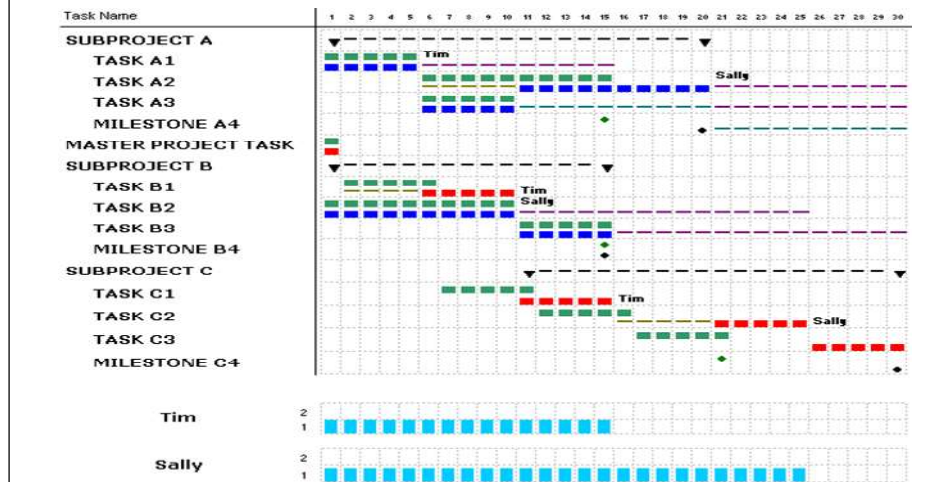 Task Name 1 2 3 4 5 6 7 8 9 10 11 12 13 14 15 16 17 18 19 20 21 22 23 24 25 26 27 28 29 30
SUBPROJECT A
TASK A1 Tim
TASK A2 Sally
TASK A3
MILESTONE A4
MASTER PROJECT TASK
SUBPROJECT B
TASK B1 Tim
TASK B2 Sally
TASK B3
MILESTONE B4
SUBPROJECT C
TASK C1 Tim
TASK C2 Sally
TASK C3
MILESTONE C4
Tim 2
1
Sally 2
1